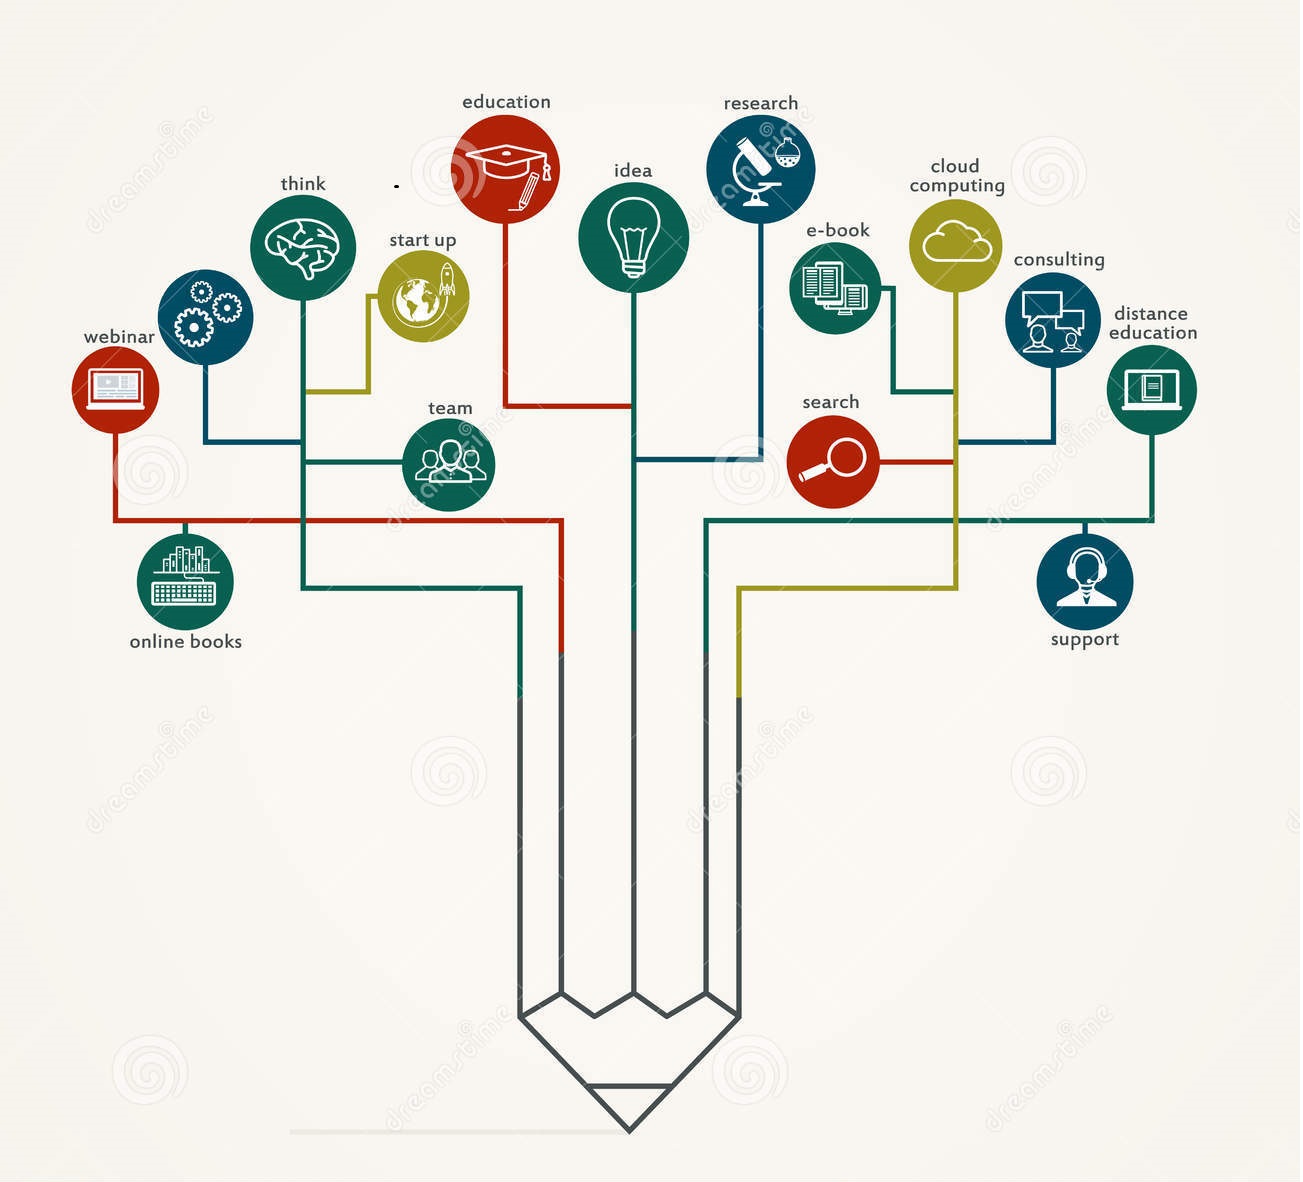 education
research
idea
cloud
computing
think
e-book
start up
consulting
distance
education
webinar
search
team
online books
support
dreamstime
dreamstime
dreamstime
dreamstime
dreamstime
dreamstime
dreamstime
dreamstime